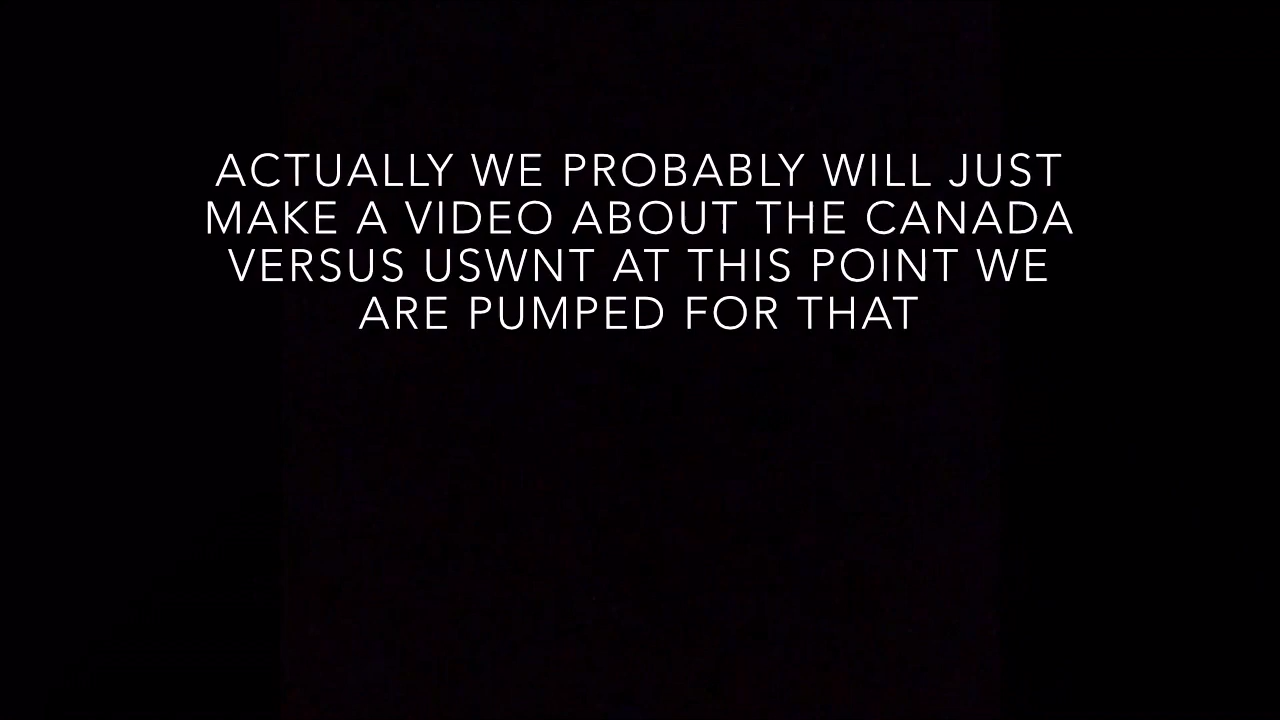 ACTUALLY WE PROBABLY WILL JUST
MAKE A VIDEO ABOUT THE CANADA
VERSUS USWNT AT THIS POINT WE
ARE PUMPED FOR THAT